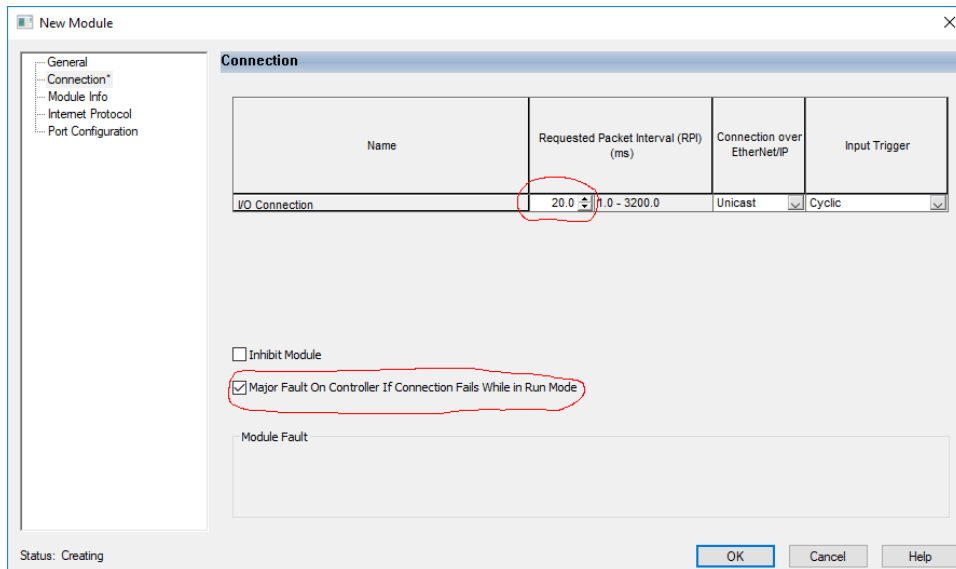 New Module
General
Connection*
Module Info
Internet Protocol
Port Configuration
Connection
Name
Requested Packet Interval (RPI)
(ms)
Connection over
EtherNet/IP
Input Trigger
I/O Connection
20.0
1.0 - 3200.0
Unicast
Cyclic
Inhibit Module
Major Fault On Controller If Connection Fails While in Run Mode
Module Fault
Status: Creating
OK
Cancel
Help